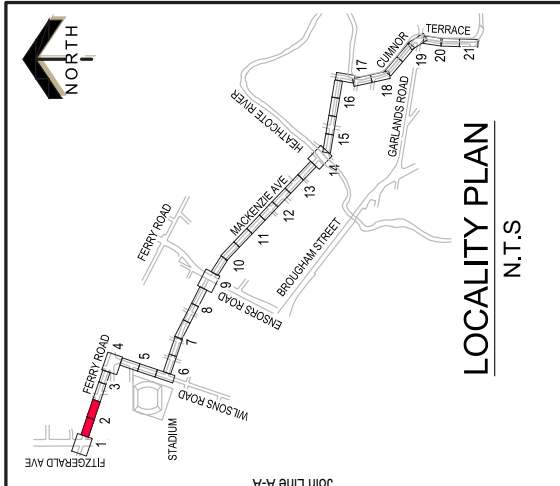 NORTH
TERRACE
CUMNOR
17
19
20
21
18
16
GARLANDS ROAD
HEATHCOTE RIVER
15
14
13
MACKENZIE AVE
12
11
10
FERRY ROAD
BROUGHAM STREET
9
ENSORS ROAD
8
7
FERRY ROAD
4
5
6
3
WILSONS ROAD
2
STADIUM
1
FITZGERALD AVE
LOCALITY PLAN
N.T.S
Join Line A-A